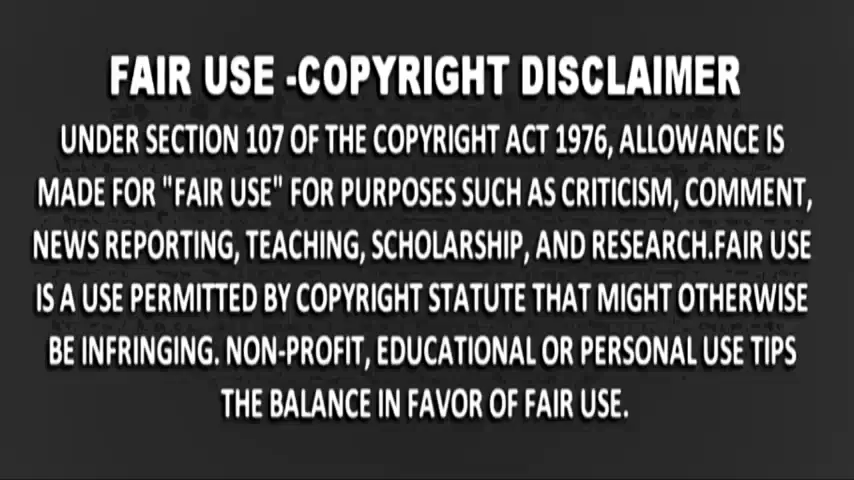 FAIR USE -COPYRIGHT DISCLAIMER
UNDER SECTION 107 OF THE COPYRIGHT ACT 1976, ALLOWANCE IS
MADE FOR "FAIR USE" FOR PURPOSES SUCH AS CRITICISM, COMMENT,
NEWS REPORTING, TEACHING, SCHOLARSHIP, AND RESEARCH.FAIR USE
IS A USE PERMITTED BY COPYRIGHT STATUTE THAT MIGHT OTHERWISE
BE INFRINGING. NON-PROFIT, EDUCATIONAL OR PERSONAL USE TIPS
THE BALANCE IN FAVOR OF FAIR USE.